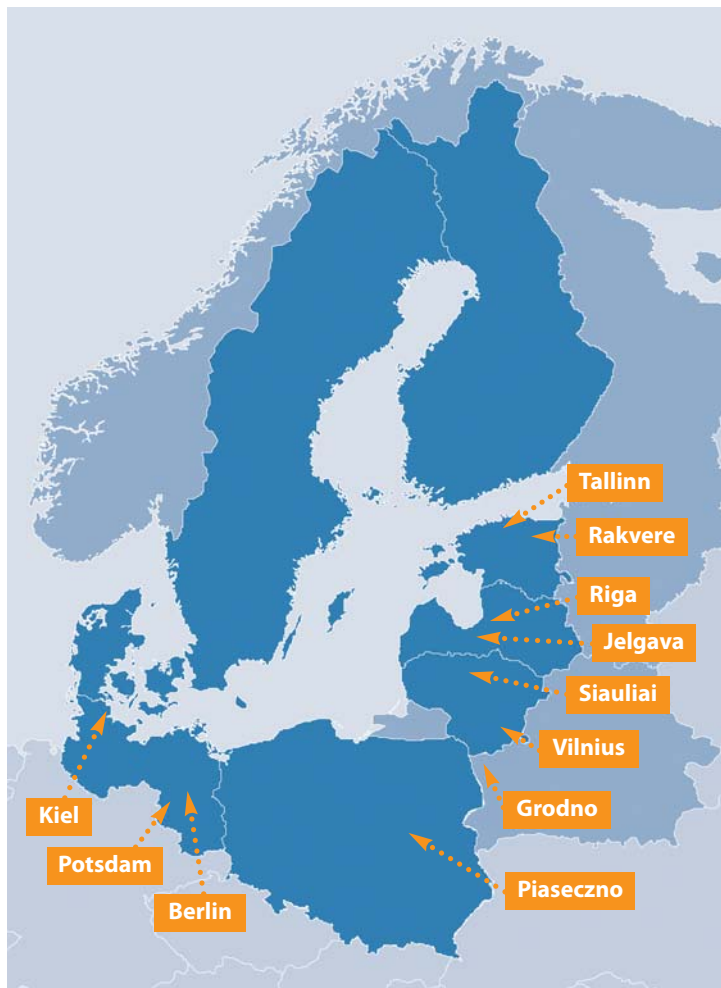 Tallinn
Rakvere
Riga
Jelgava
Siauliai
Vilnius
Grodno
Kiel
Potsdam
Piaseczno
Berlin